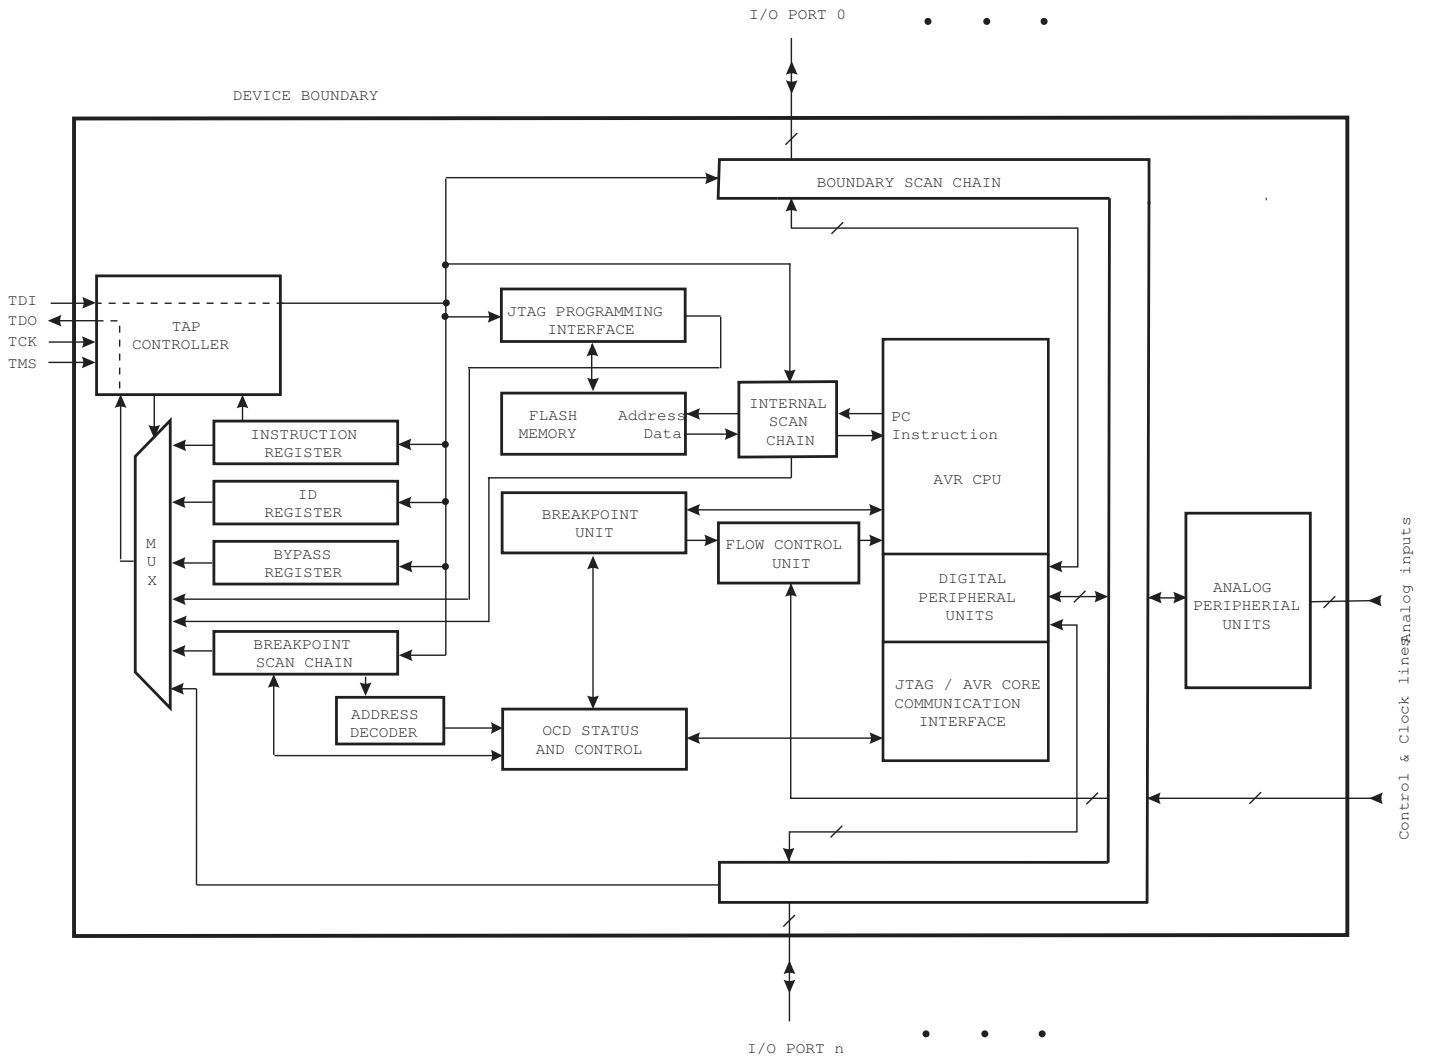 I/O PORT 0
DEVICE BOUNDARY
BOUNDARY SCAN CHAIN
TDI
TDO
TCK
TMS
TAP
CONTROLLER
JTAG PROGRAMMING
INTERFACE
FLASH
MEMORY
Address
Data
INTERNAL
SCAN
CHAIN
PC
Instruction
AVR CPU
INSTRUCTION
REGISTER
ID
REGISTER
BYPASS
REGISTER
M
U
X
BREAKPOINT
UNIT
FLOW CONTROL
UNIT
DIGITAL
PERIPHERAL
UNITS
ANALOG
PERIPHERIAL
UNITS
Analog inputs
Control & Clock lines
BREAKPOINT
SCAN CHAIN
ADDRESS
DECODER
OCD STATUS
AND CONTROL
JTAG / AVR CORE
COMMUNICATION
INTERFACE
I/O PORT n